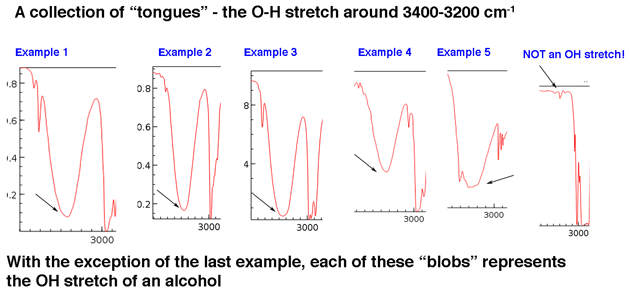 A collection of “tongues” - the O-H stretch around 3400-3200 cm-1
Example 1
Example 2
Example 3
Example 4
Example 5
NOT an OH stretch!
.8
.6
.4
.2
3000
0.8
0.6
0.4
0.2
3000
8
4
3000
3000
3000
3000
With the exception of the last example, each of these “blobs” represents
the OH stretch of an alcohol